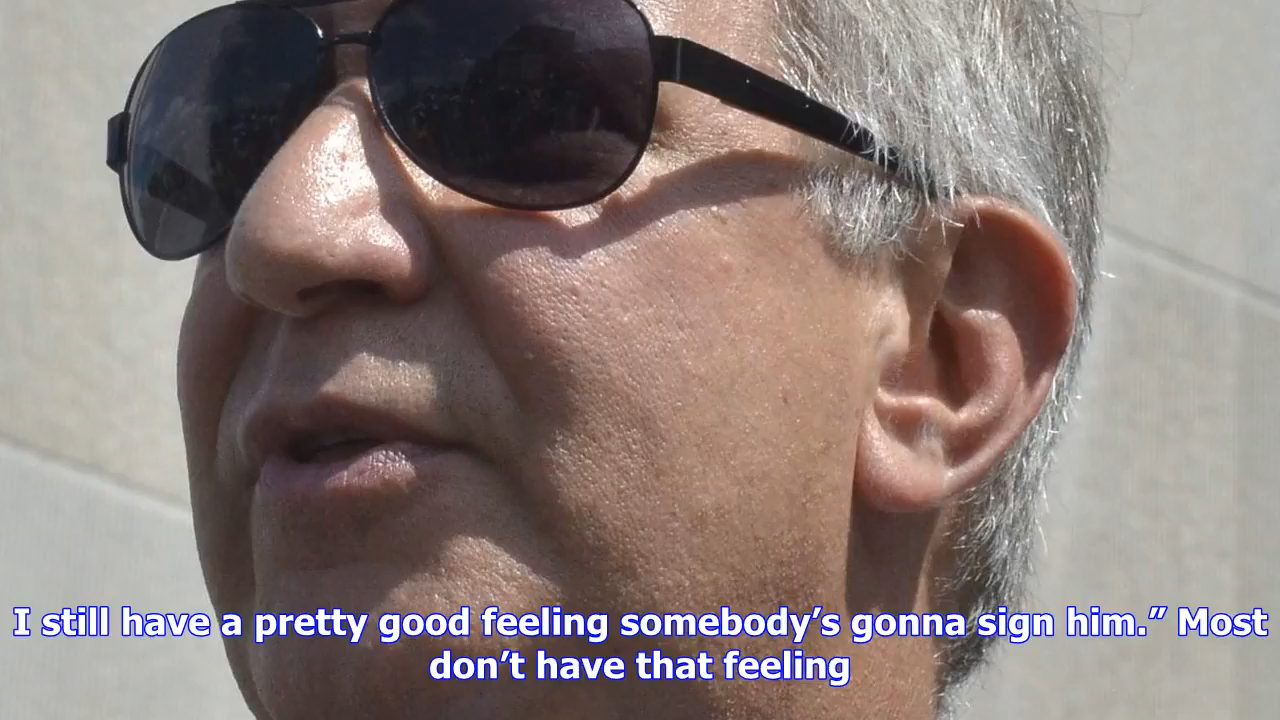 I still have a pretty good feeling somebody’s gonna sign him.” Most
don’t have that feeling